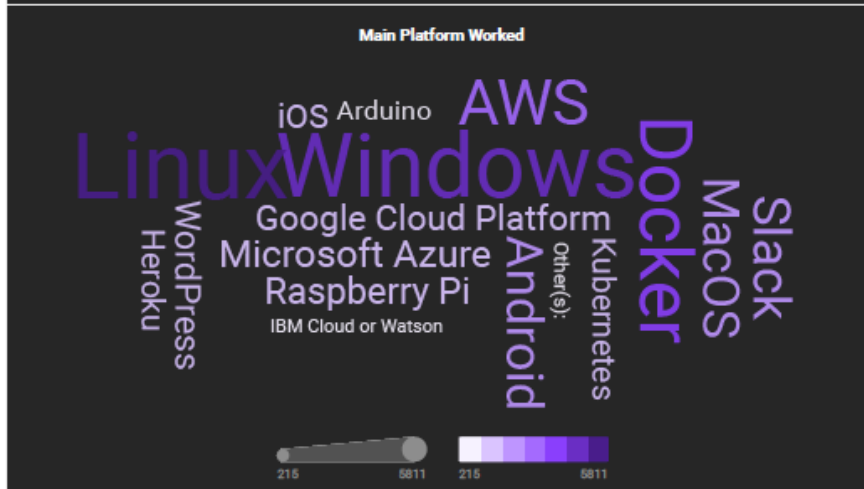 Main Platform Worked
iOS
Arduino
AWS
Linux
Windows
Docker
MacOS
Slack
Google Cloud Platform
WordPress
Heroku
Microsoft Azure
Android
Other(s):
Kubernetes
Raspberry Pi
IBM Cloud or Watson
215
5811
215
5811